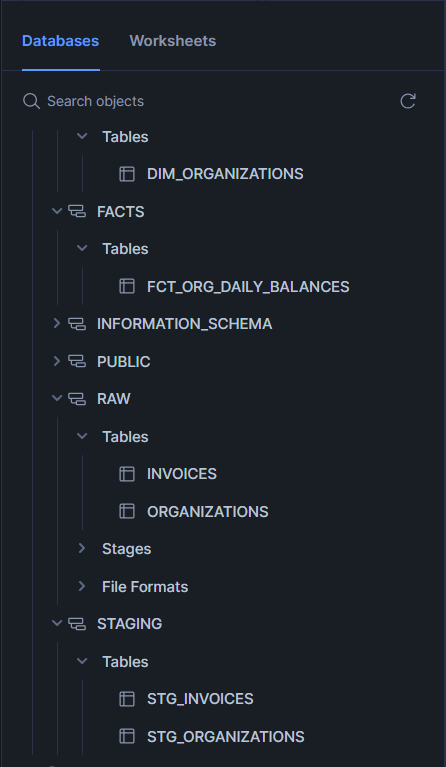 Databases Worksheets
Search objects
Tables
DIM_ORGANIZATIONS
FACTS
Tables
FCT_ORG_DAILY_BALANCES
INFORMATION_SCHEMA
PUBLIC
RAW
Tables
INVOICES
ORGANIZATIONS
Stages
File Formats
STAGING
Tables
STG_INVOICES
STG_ORGANIZATIONS